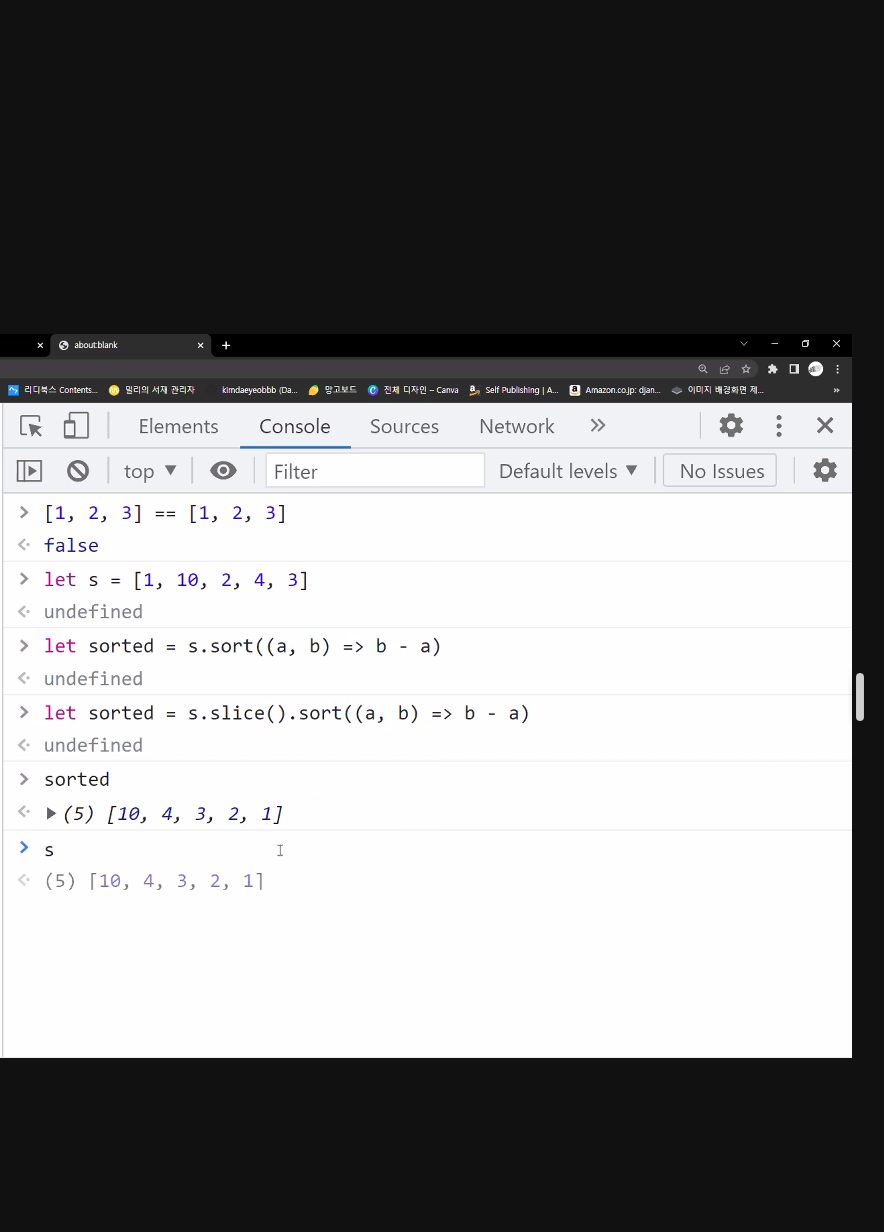 about:blank
리디북스 Contents... 밀리의 서재 관리자 kimdaeyeobbb (Da... 망고보드 전체 디자인 – Canva Self Publishing | A... Amazon.co.jp: djan... 이미지 배경화면 제... »
Elements Console Sources Network
top Filter Default levels No Issues
> [1, 2, 3] == [1, 2, 3]
false
> let s = [1, 10, 2, 4, 3]
undefined
> let sorted = s.sort((a, b) => b - a)
undefined
> let sorted = s.slice().sort((a, b) => b - a)
undefined
> sorted
(5) [10, 4, 3, 2, 1]
> s
(5) [10, 4, 3, 2, 1]